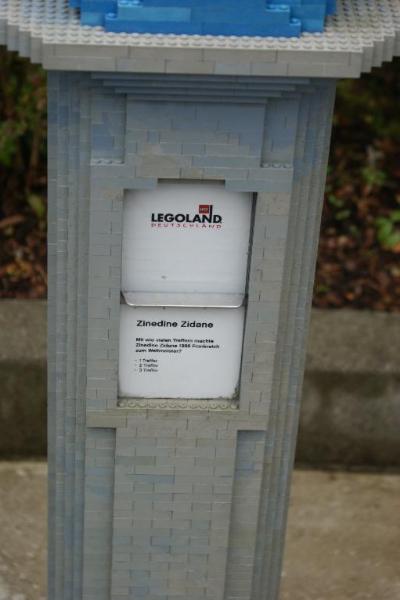 LEGOLAND
DEUTSCHLAND
Zinedine Zidane
Mit wie vielen Treffern machte
Zinedine Zidane 1998 Frankreich
zum Weltmeister?
- 1 Treffer
- 2 Treffer
- 3 Treffer